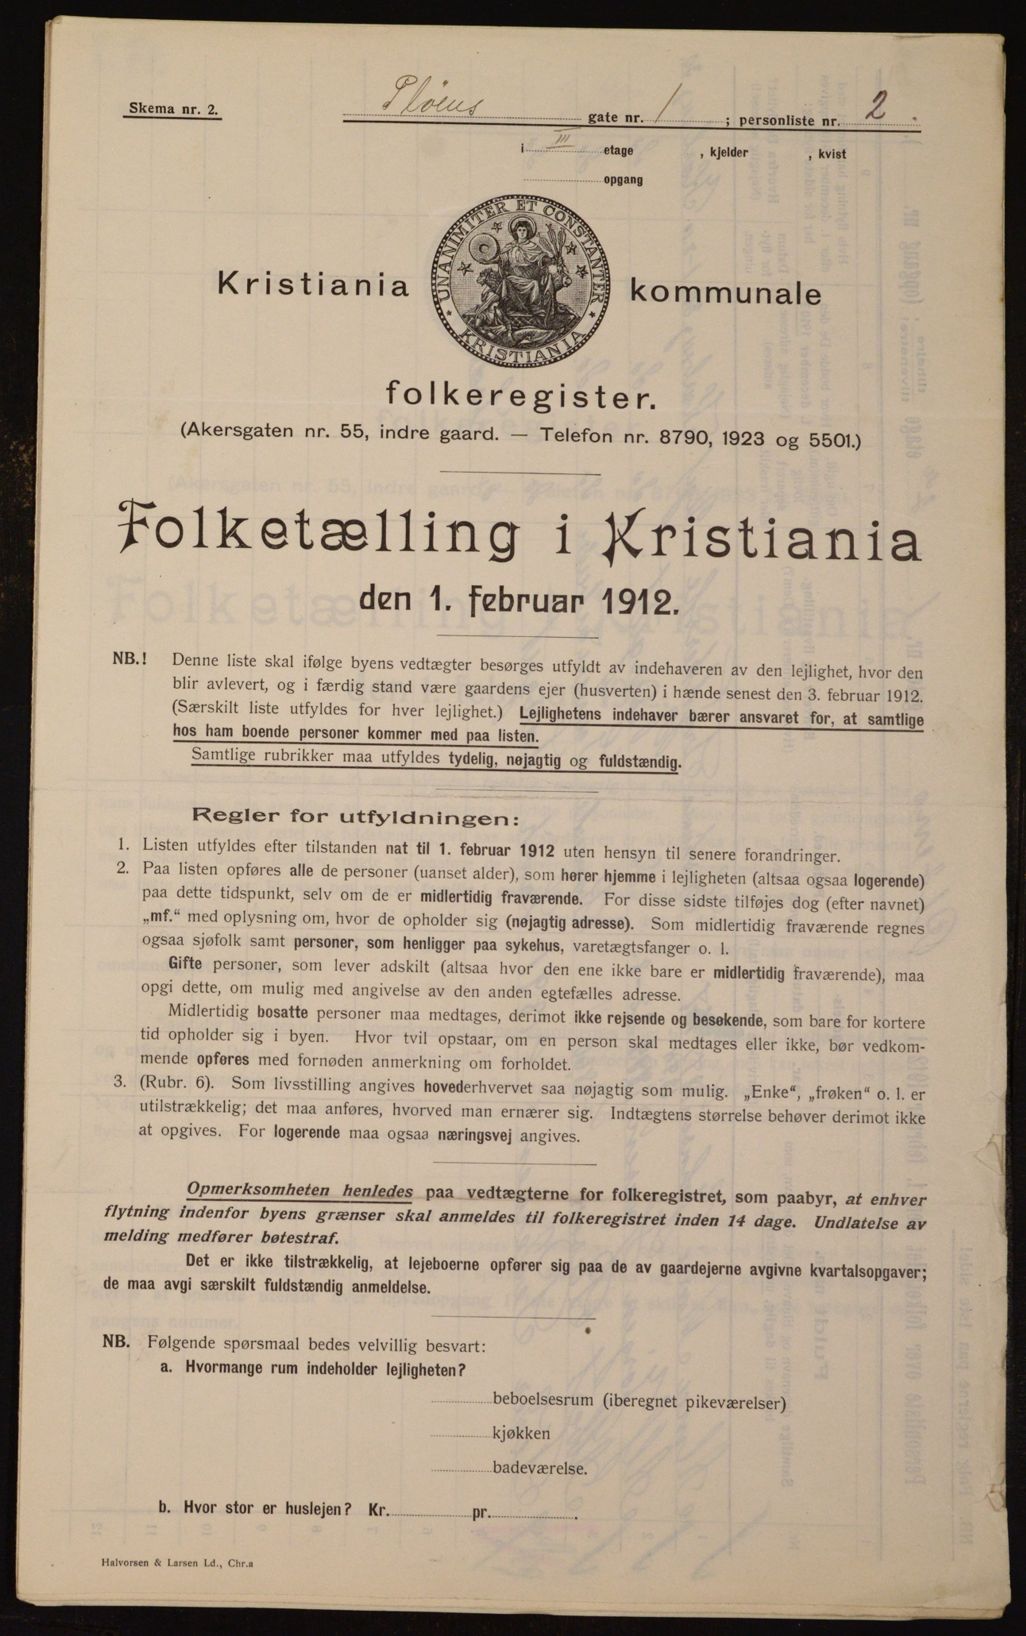 Skema nr. 2.
Pløens gate nr. 1; personliste nr. 2.
i III etage , kjelder , kvist
opgang
UNANIMITER ET CONSTANTER
KRISTIANIA
Kristiania kommunale
folkeregister.
(Akersgaten nr. 55, indre gaard. — Telefon nr. 8790, 1923 og 5501.)
Folketælling i Kristiania
den 1. februar 1912.
NB.! Denne liste skal ifølge byens vedtægter besørges utfyldt av indehaveren av den lejlighet, hvor den
blir avlevert, og i færdig stand være gaardens ejer (husverten) i hænde senest den 3. februar 1912.
(Særskilt liste utfyldes for hver lejlighet.) Lejlighetens indehaver bærer ansvaret for, at samtlige
hos ham boende personer kommer med paa listen.
Samtlige rubrikker maa utfyldes tydelig, nøjagtig og fuldstændig.
Regler for utfyldningen:
1. Listen utfyldes efter tilstanden nat til 1. februar 1912 uten hensyn til senere forandringer.
2. Paa listen opføres alle de personer (uanset alder), som hører hjemme i lejligheten (altsaa ogsaa logerende)
paa dette tidspunkt, selv om de er midlertidig fraværende. For disse sidste tilføjes dog (efter navnet)
„mf.“ med oplysning om, hvor de opholder sig (nøjagtig adresse). Som midlertidig fraværende regnes
ogsaa sjøfolk samt personer, som henligger paa sykehus, varetægtsfanger o. l.
Gifte personer, som lever adskilt (altsaa hvor den ene ikke bare er midlertidig fraværende), maa
opgi dette, om mulig med angivelse av den anden egtefælles adresse.
Midlertidig bosatte personer maa medtages, derimot ikke rejsende og besøkende, som bare for kortere
tid opholder sig i byen. Hvor tvil opstaar, om en person skal medtages eller ikke, bør vedkom-
mende opføres med fornøden anmerkning om forholdet.
3. (Rubr. 6). Som livsstilling angives hovederhvervet saa nøjagtig som mulig. „Enke“, „frøken“ o. l. er
utilstrækkelig; det maa anføres, hvorved man ernærer sig. Indtægtens størrelse behøver derimot ikke
at opgives. For logerende maa ogsaa næringsvej angives.
Opmerksomheten henledes paa vedtægterne for folkeregistret, som paabyr, at enhver
flytning indenfor byens grænser skal anmeldes til folkeregistret inden 14 dage. Undlatelse av
melding medfører bøtestraf.
Det er ikke tilstrækkelig, at lejeboerne opfører sig paa de av gaardejerne avgivne kvartalsopgaver;
de maa avgi særskilt fuldstændig anmeldelse.
NB. Følgende spørsmaal bedes velvillig besvart:
a. Hvormange rum indeholder lejligheten?
beboelsesrum (iberegnet pikeværelser)
kjøkken
badeværelse.
b. Hvor stor er huslejen? Kr. pr. .
Halvorsen & Larsen Ld., Chr.a